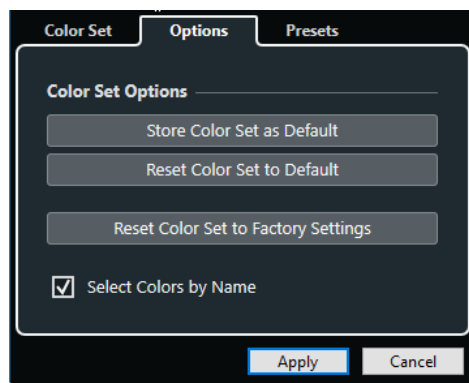 Color Set Options Presets
Color Set Options
Store Color Set as Default
Reset Color Set to Default
Reset Color Set to Factory Settings
Select Colors by Name
Apply Cancel